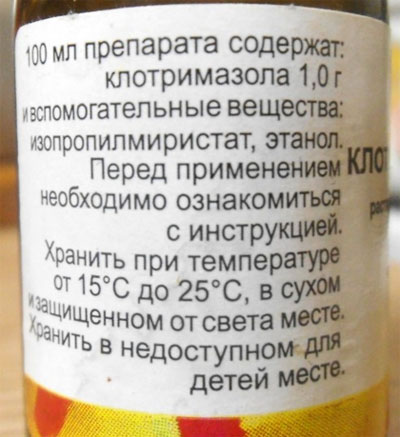 100 мл препарата содержат:
клотримазола 1,0 г
и вспомогательные вещества:
изопропилмиристат, этанол.
Перед применением
необходимо ознакомиться
с инструкцией.
Хранить при температуре
от 15°С до 25°С, в сухом
и защищенном от света месте.
Хранить в недоступном для
детей месте.